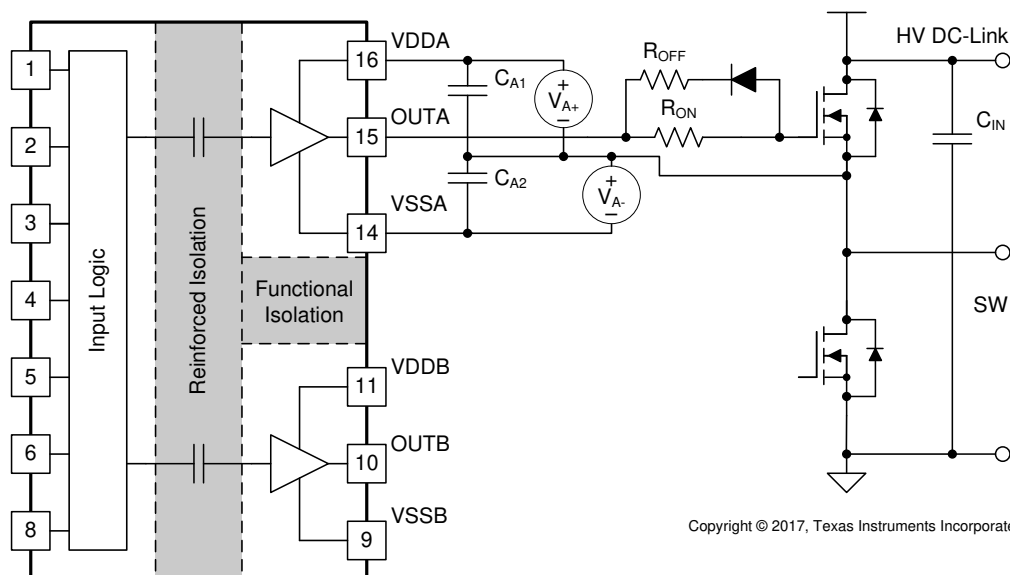 1
2
3
4
5
6
8
Input Logic
Reinforced Isolation
Functional
Isolation
16
15
14
11
10
9
VDDA
OUTA
VSSA
VDDB
OUTB
VSSB
CA1
CA2
+
VA+
–
+
VA-
–
ROFF
RON
HV DC-Link
CIN
SW
Copyright © 2017, Texas Instruments Incorporate